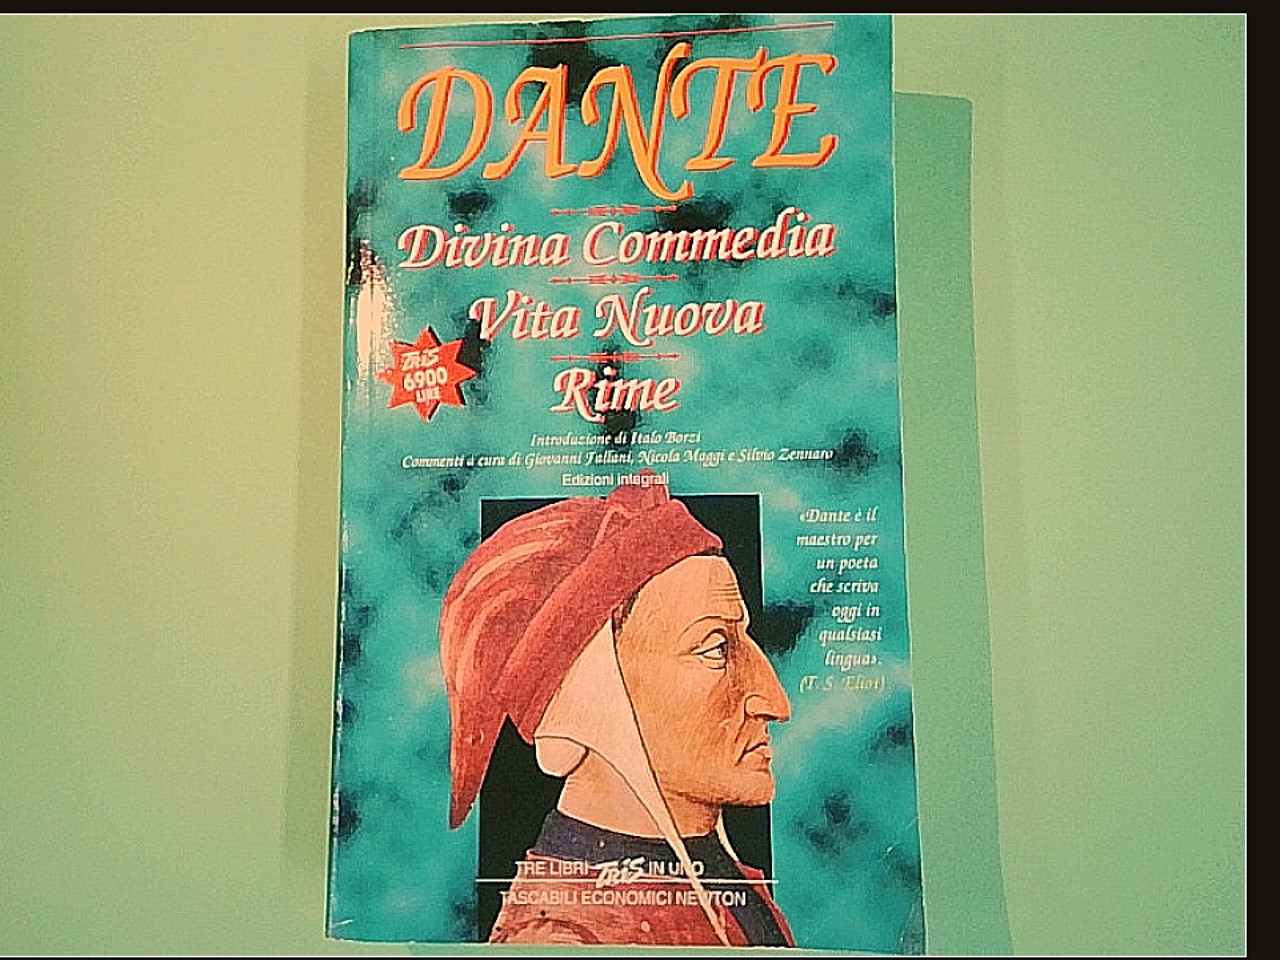 DANTE
Divina Commedia
Vita Nuova
Rime
TRIS
6900
LIRE
Introduzione di Italo Borzi
Commenti a cura di Giovanni Fallani, Nicola Maggi e Silvio Zennaro
Edizioni integrali
«Dante è il
maestro per
un poeta
che scriva
oggi in
qualsiasi
lingua».
(T. S. Eliot)
TRE LIBRI TRIS IN UNO
TASCABILI ECONOMICI NEWTON